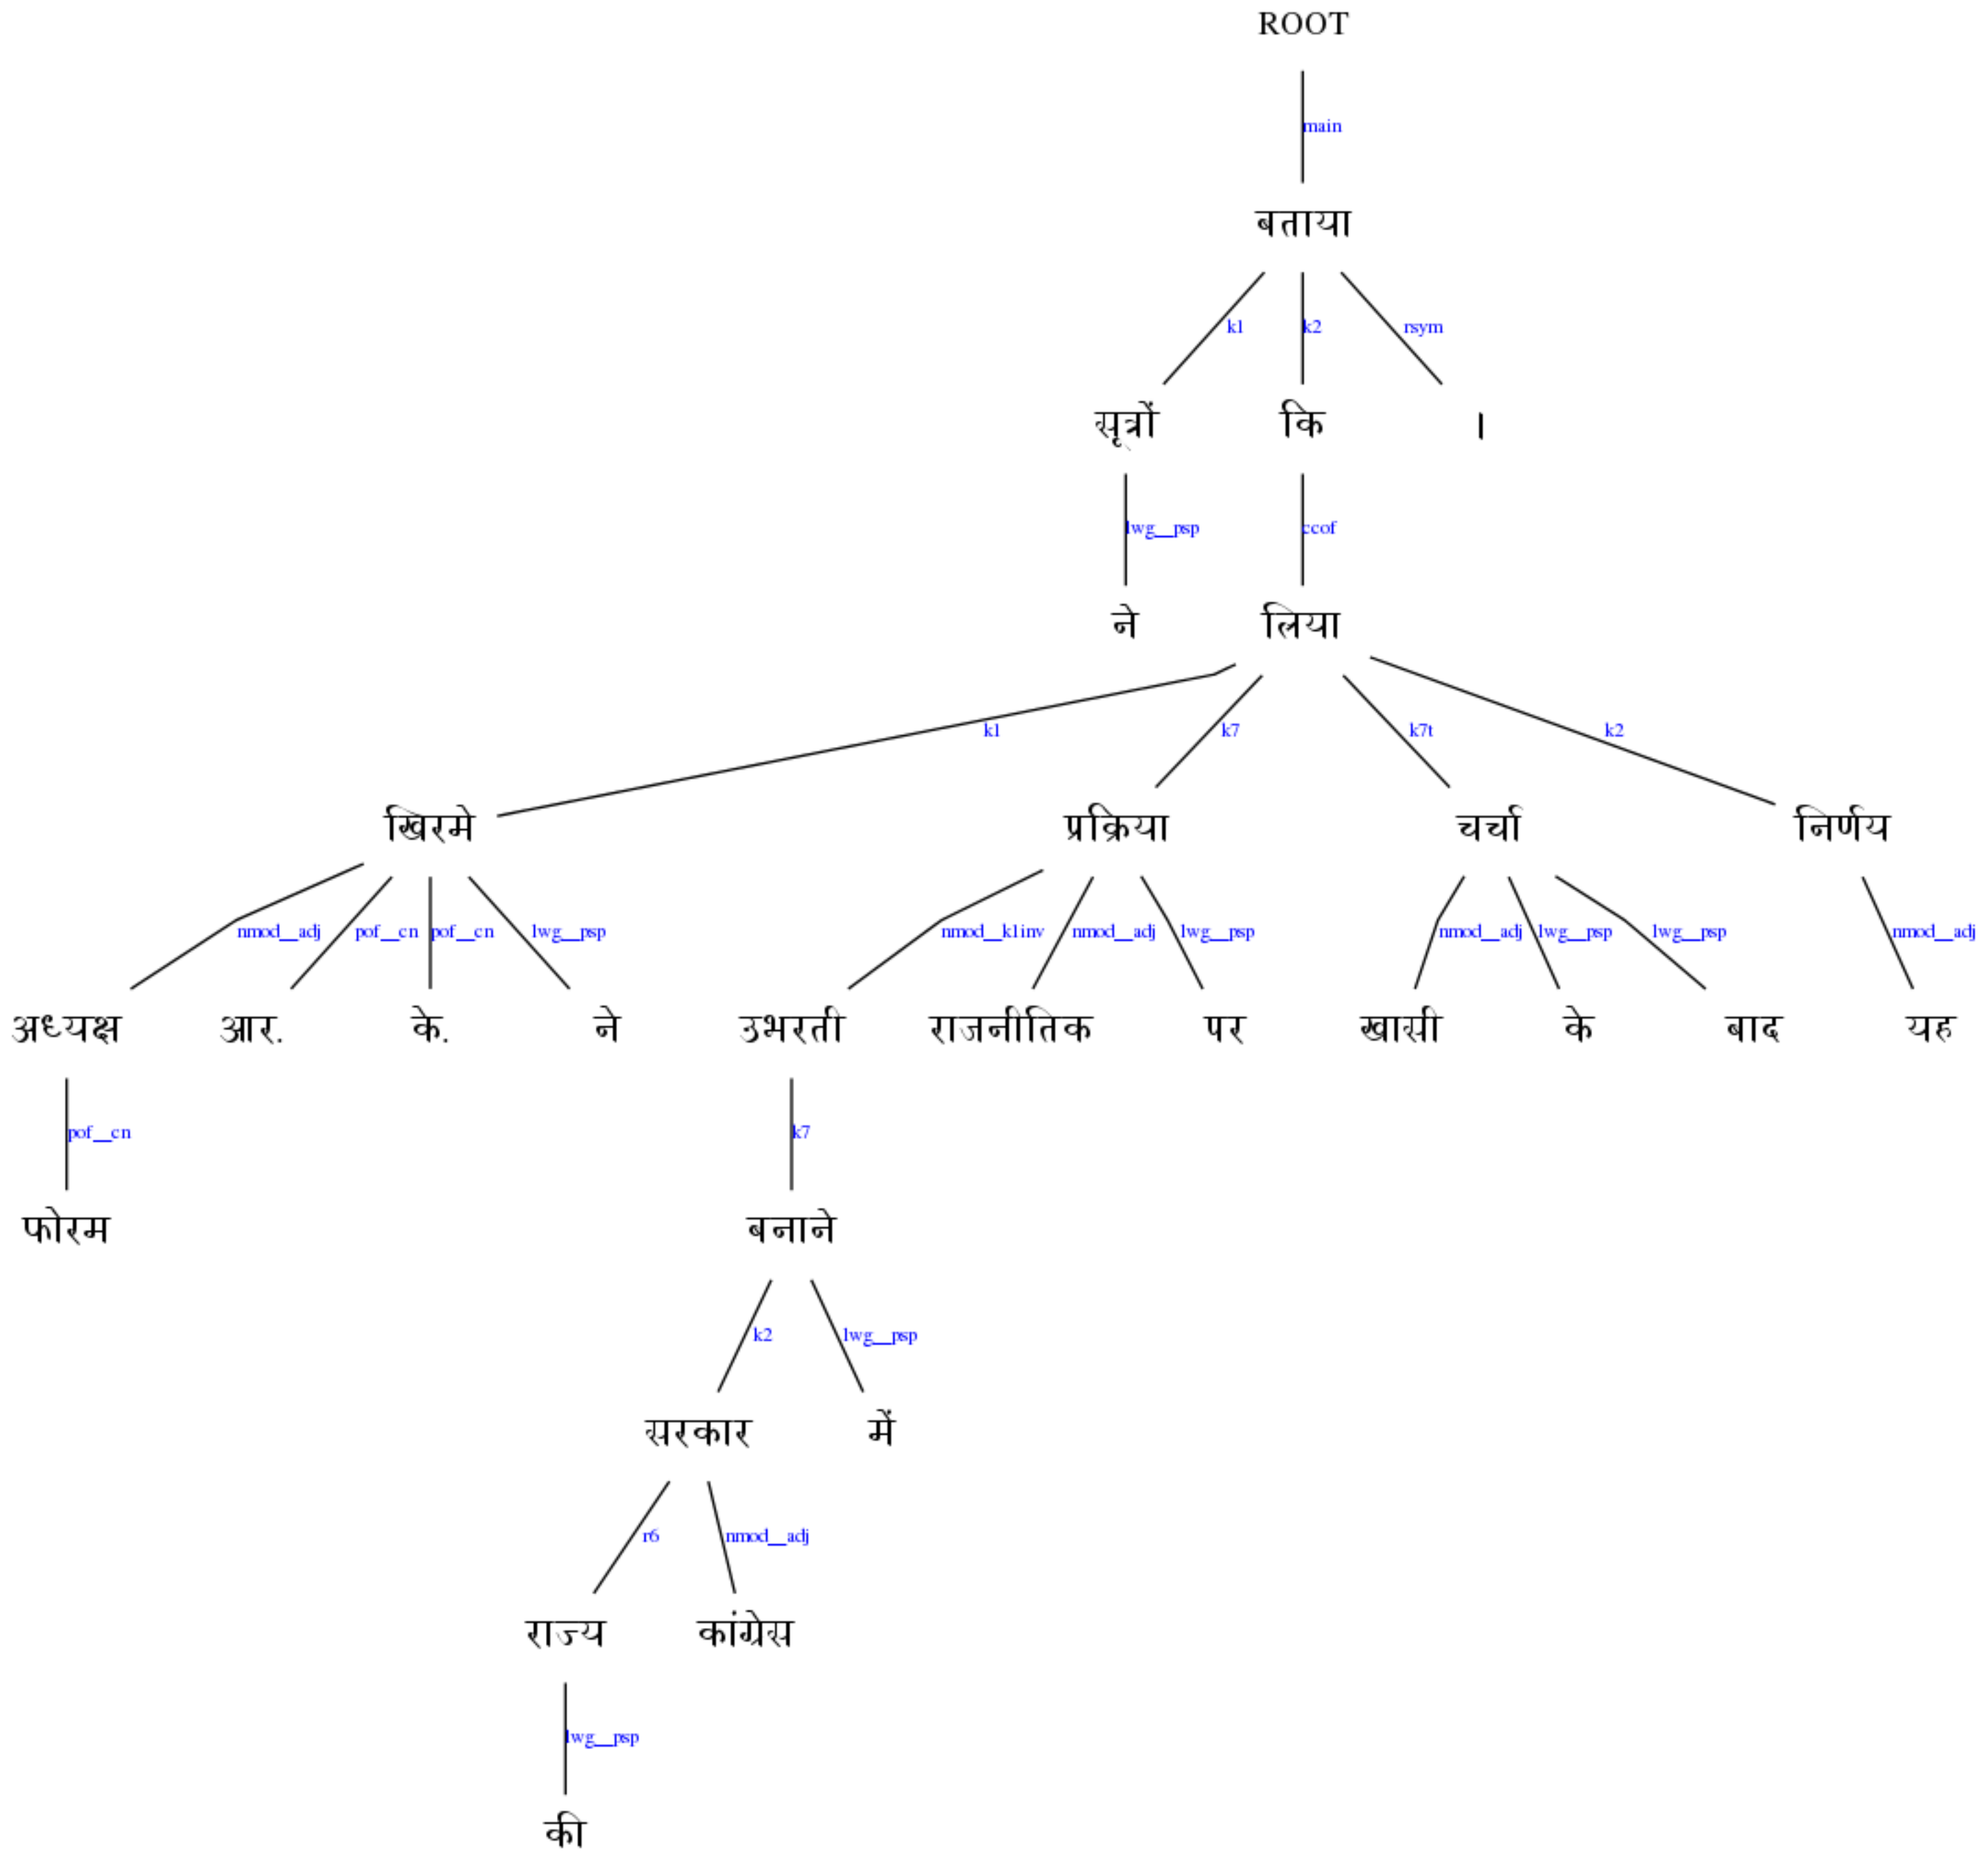 ROOT
main
बताया
k1 k2 rsym
सूत्रों कि ।
lwg__psp ccof
ने लिया
k1 k7 k7t k2
खिरमे प्रक्रिया चर्चा निर्णय
nmod__adj pof__cn pof__cn lwg__psp nmod__k1inv nmod__adj lwg__psp nmod__adj lwg__psp lwg__psp nmod__adj
अध्यक्ष आर. के. ने उभरती राजनीतिक पर खासी के बाद यह
pof__cn k7
फोरम बनाने
k2 lwg__psp
सरकार में
r6 nmod__adj
राज्य कांग्रेस
lwg__psp
की